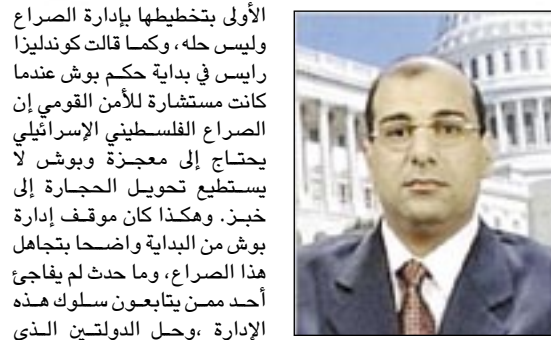 الأولى بتخطيطها بإدارة الصراع
وليس حله، وكما قالت كوندليزا
رايس في بداية حكم بوش عندما
كانت مستشارة للأمن القومي إن
الصراع الفلسطيني الإسرائيلي
يحتاج إلى معجزة وبوش لا
يستطيع تحويل الحجارة إلى
خبز. وهكذا كان موقف إدارة
بوش من البداية واضحا بتجاهل
هذا الصراع، وما حدث لم يفاجئ
أحد ممن يتابعون سلوك هذه
الإدارة ،وحل الدولتين الذي